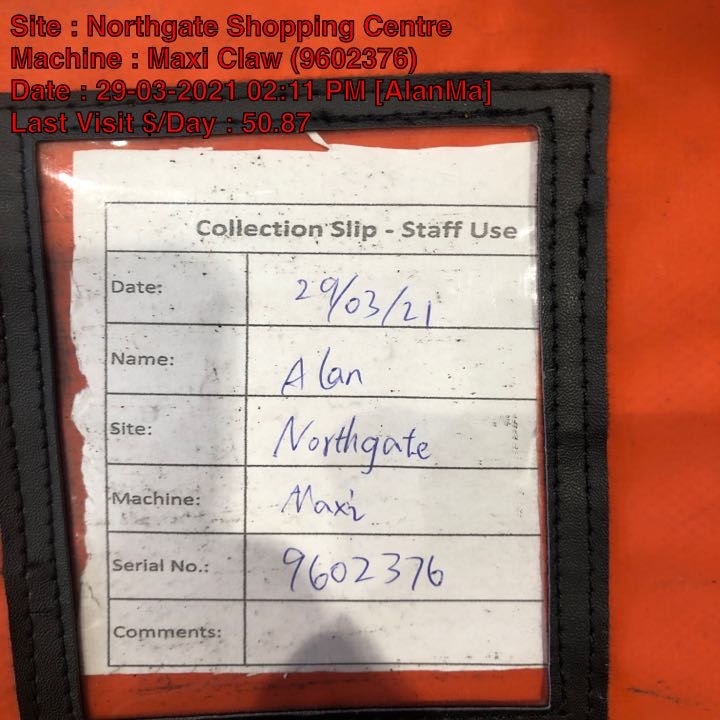 Site : Northgate Shopping Centre
Machine : Maxi Claw (9602376)
Date : 29-03-2021 02:11 PM [AlanMa]
Last Visit $/Day : 50.87
Collection Slip - Staff Use
Date: 29/03/21
Name: Alan
Site: Northgate
Machine: Maxi
Serial No.: 9602376
Comments: